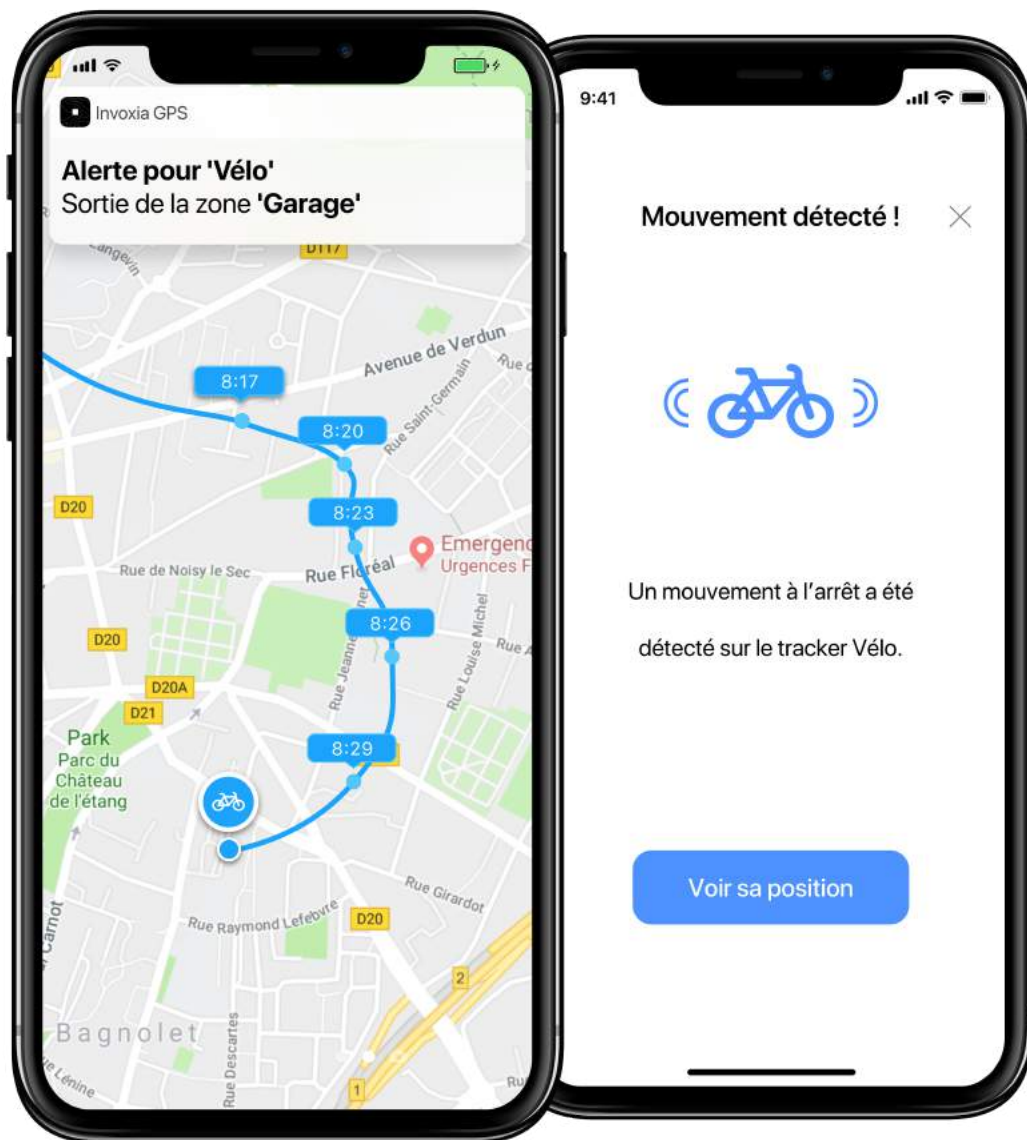 Invoxia GPS
Alerte pour 'Vélo'
Sortie de la zone 'Garage'
Langevin
D117
Avenue de Verdun
8:17
Rue Saint-Germain
8:20
D20
8:23
Emergenc
Urgences F
Rue de Noisy le Sec
Rue Floréal
8:26
D20
Rue Louise Michel
D20A
D21
Park
Parc du
Château
de l'étang
8:29
Rue Girardot
Rue Raymond Lefebvre
D20
Carnot
2
Bagnolet
Rue Descartes
Lénine
1
9:41
Mouvement détecté !
Un mouvement à l'arrêt a été
détecté sur le tracker Vélo.
Voir sa position